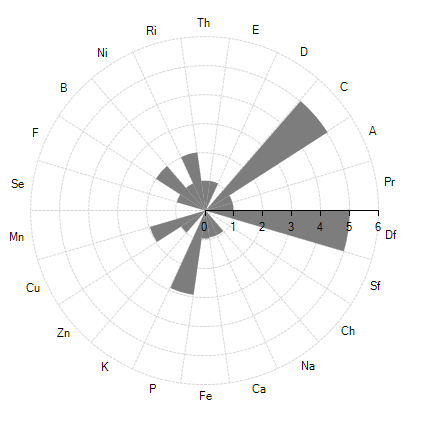 Th
Ri E
Ni D
B C
F A
Se Pr
0 1 2 3 4 5 6
Mn Df
Cu Sf
Zn Ch
K Na
P Ca
Fe